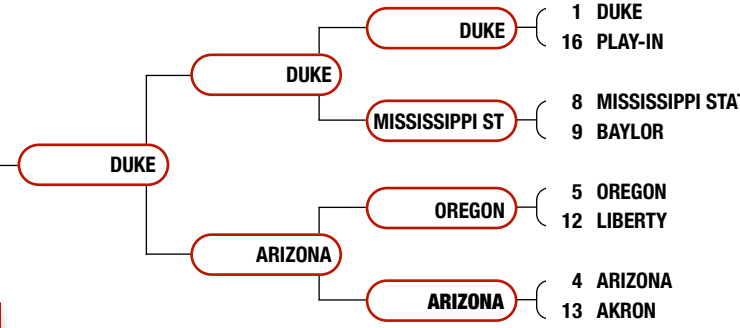 1 DUKE
DUKE
16 PLAY-IN
DUKE
8 MISSISSIPPI STAT
MISSISSIPPI ST
9 BAYLOR
DUKE
5 OREGON
OREGON
12 LIBERTY
ARIZONA
4 ARIZONA
ARIZONA
13 AKRON